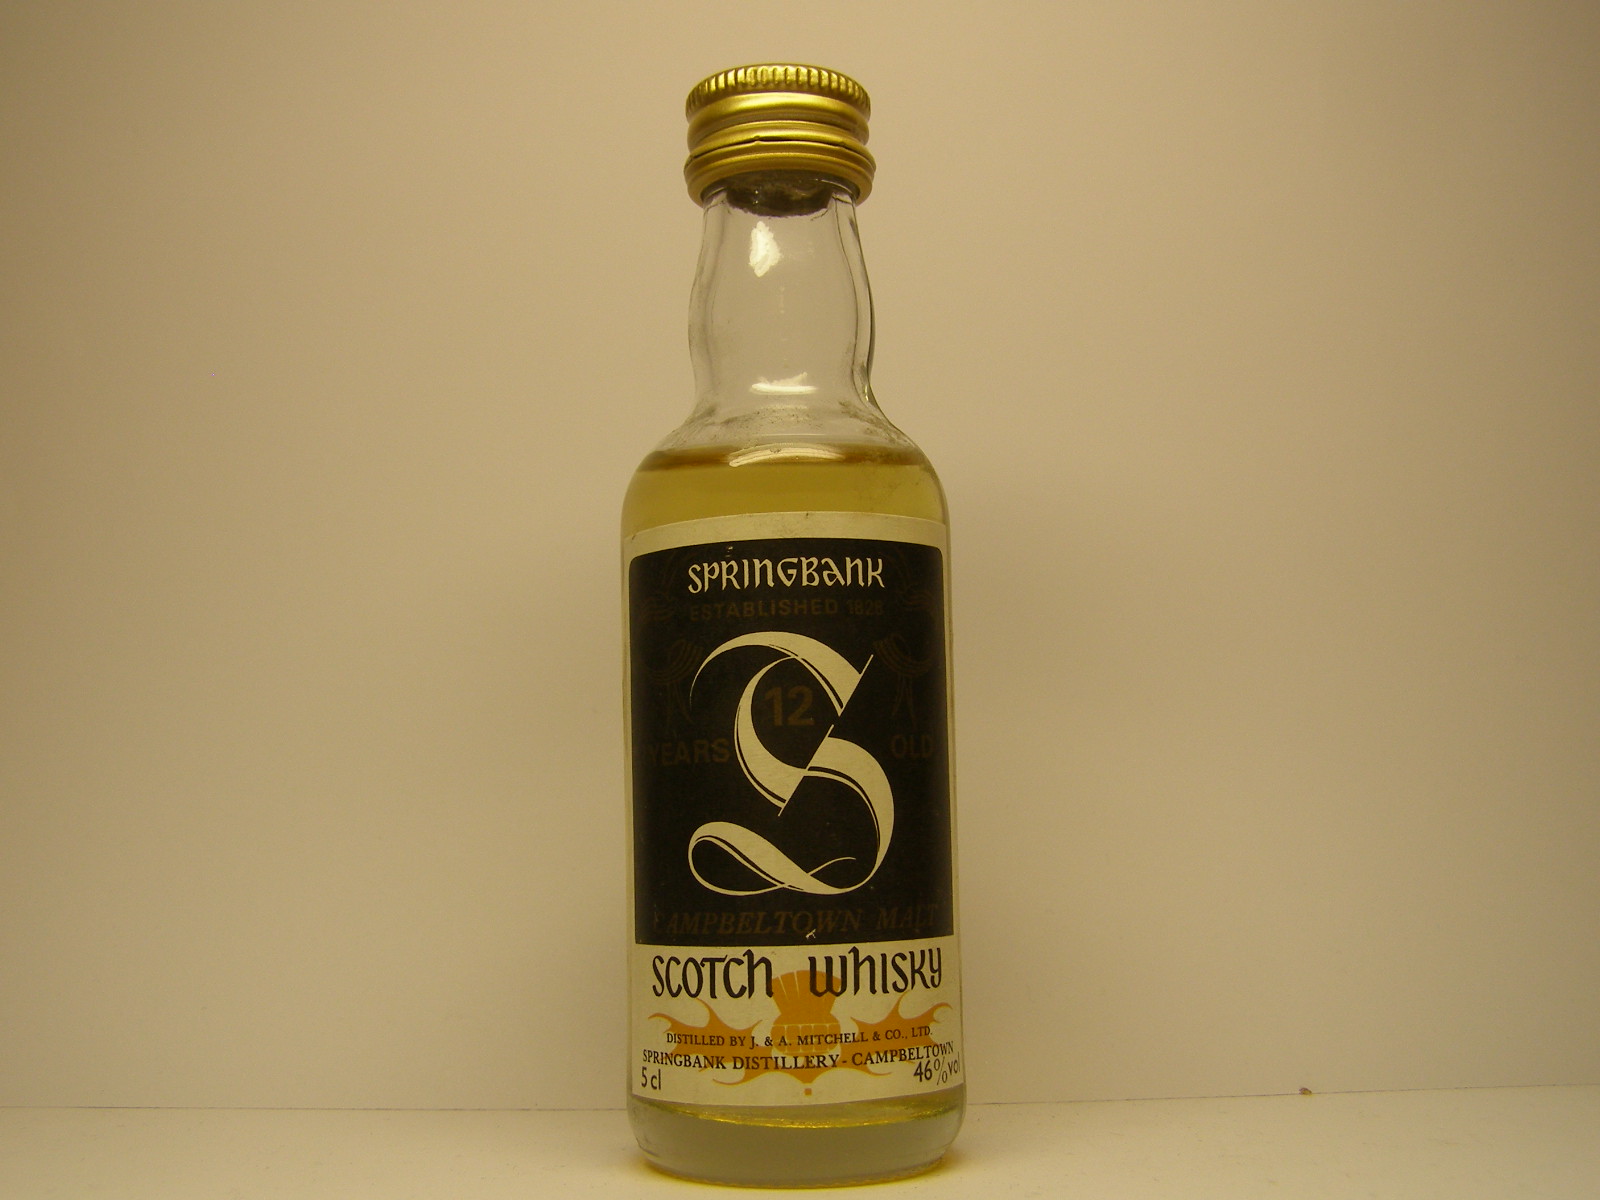 SPRINGBANK
ESTABLISHED 1828
S
12
YEARS OLD
CAMPBELTOWN MALT
SCOTCH WHISKY
DISTILLED BY J. & A. MITCHELL & CO., LTD.
SPRINGBANK DISTILLERY - CAMPBELTOWN
5 cl 46% vol